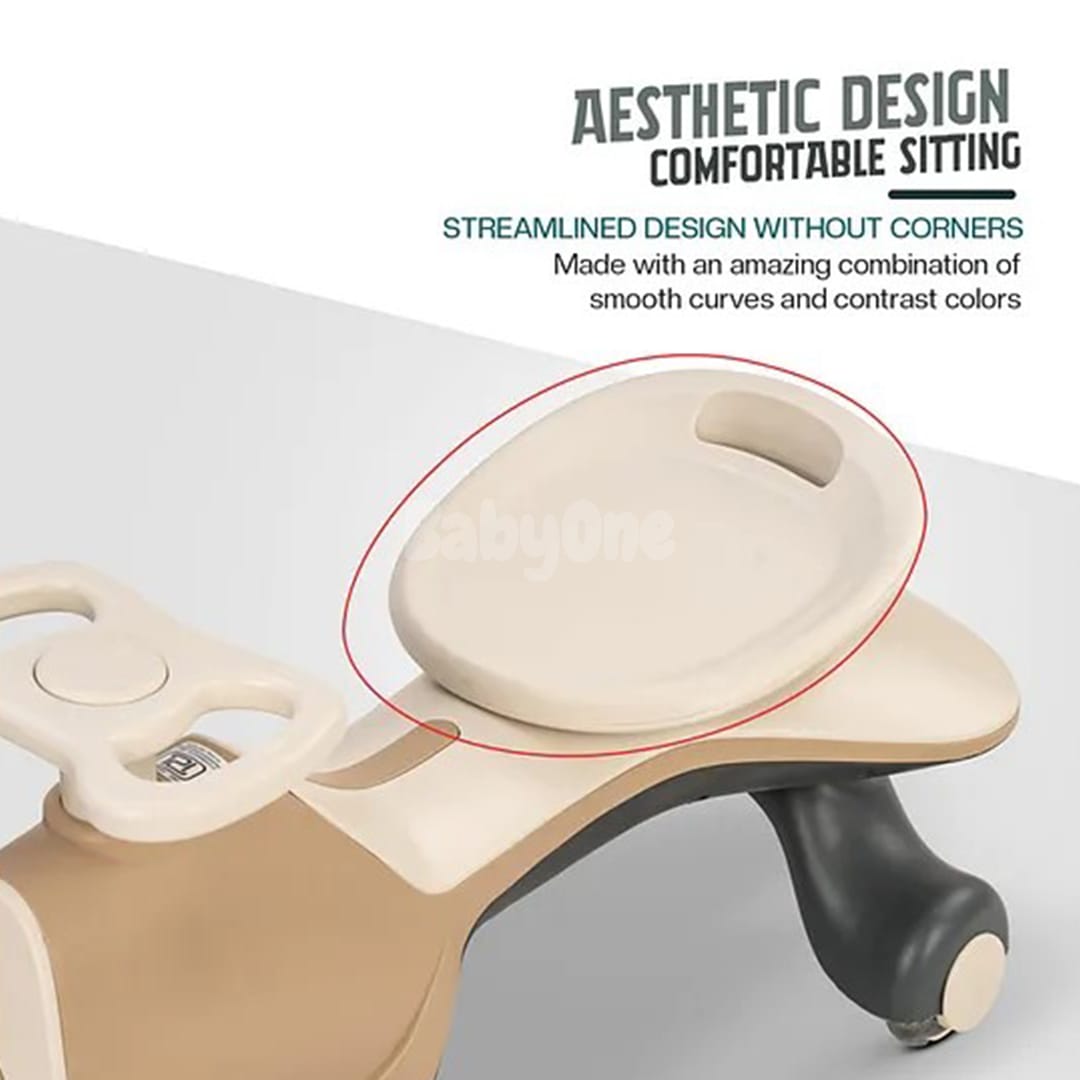 AESTHETIC DESIGN
COMFORTABLE SITTING
STREAMLINED DESIGN WITHOUT CORNERS
Made with an amazing combination of
smooth curves and contrast colors
BabyOne